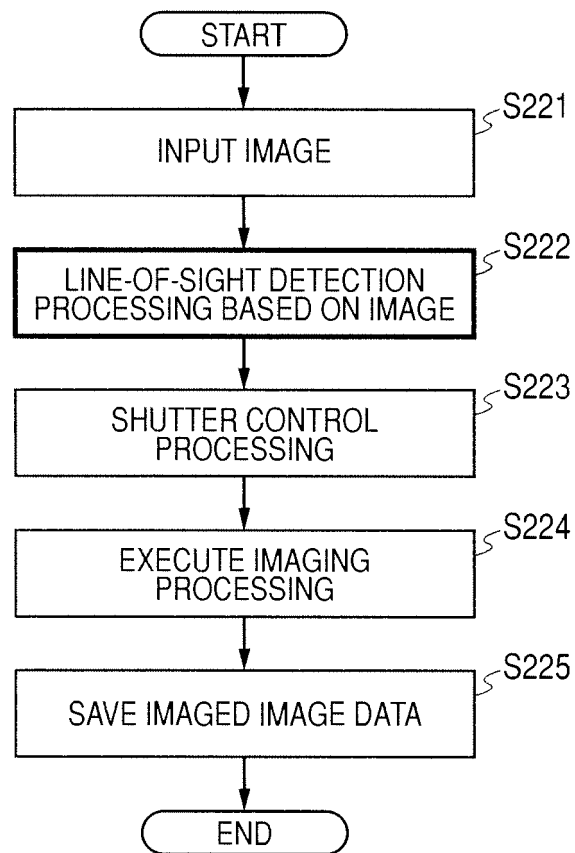 START
S221
INPUT IMAGE
S222
LINE-OF-SIGHT DETECTION
PROCESSING BASED ON IMAGE
S223
SHUTTER CONTROL
PROCESSING
S224
EXECUTE IMAGING
PROCESSING
S225
SAVE IMAGED IMAGE DATA
END